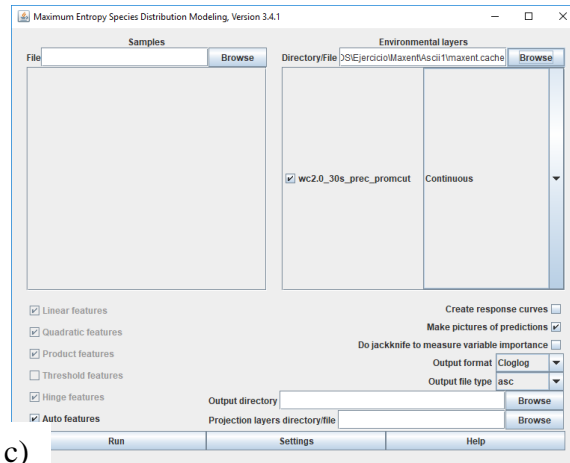 Maximum Entropy Species Distribution Modeling, Version 3.4.1
Samples
Environmental layers
File
Browse
Directory/File
OS\Ejercicio\Maxent\Ascii1\maxent.cache
Browse
wc2.0_30s_prec_promcut
Continuous
Linear features
Quadratic features
Product features
Threshold features
Hinge features
Auto features
Create response curves
Make pictures of predictions
Do jackknife to measure variable importance
Output format
Cloglog
Output file type
asc
Output directory
Browse
Projection layers directory/file
Browse
Run
Settings
Help
c)